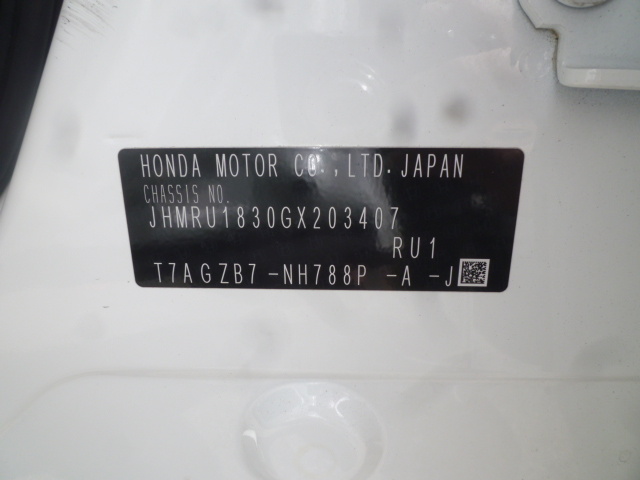 HONDA MOTOR CO.,LTD.JAPAN
CHASSIS NO.
JHMRU1830GX203407
RU1
T7AGZB7-NH788P -A -J